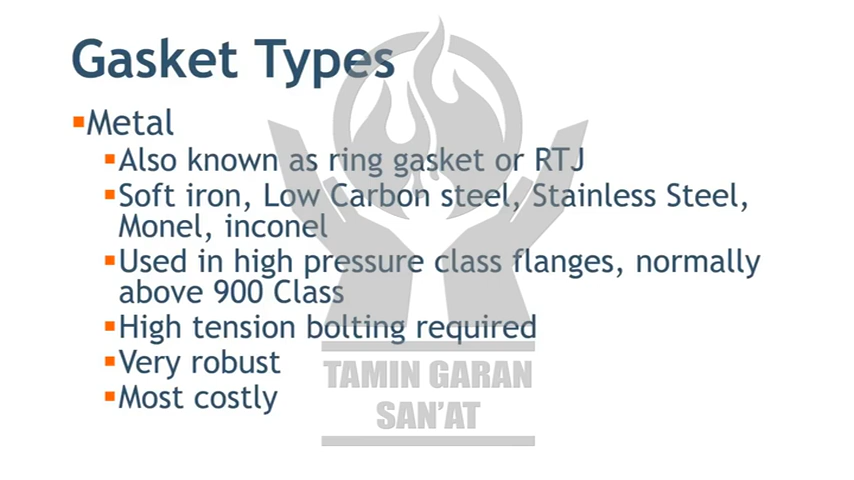 Gasket Types
▪Metal
▪Also known as ring gasket or RTJ
▪Soft iron, Low Carbon steel, Stainless Steel,
Monel, inconel
▪Used in high pressure class flanges, normally
above 900 Class
▪High tension bolting required
▪Very robust
▪Most costly
TAMIN GARAN
SAN'AT